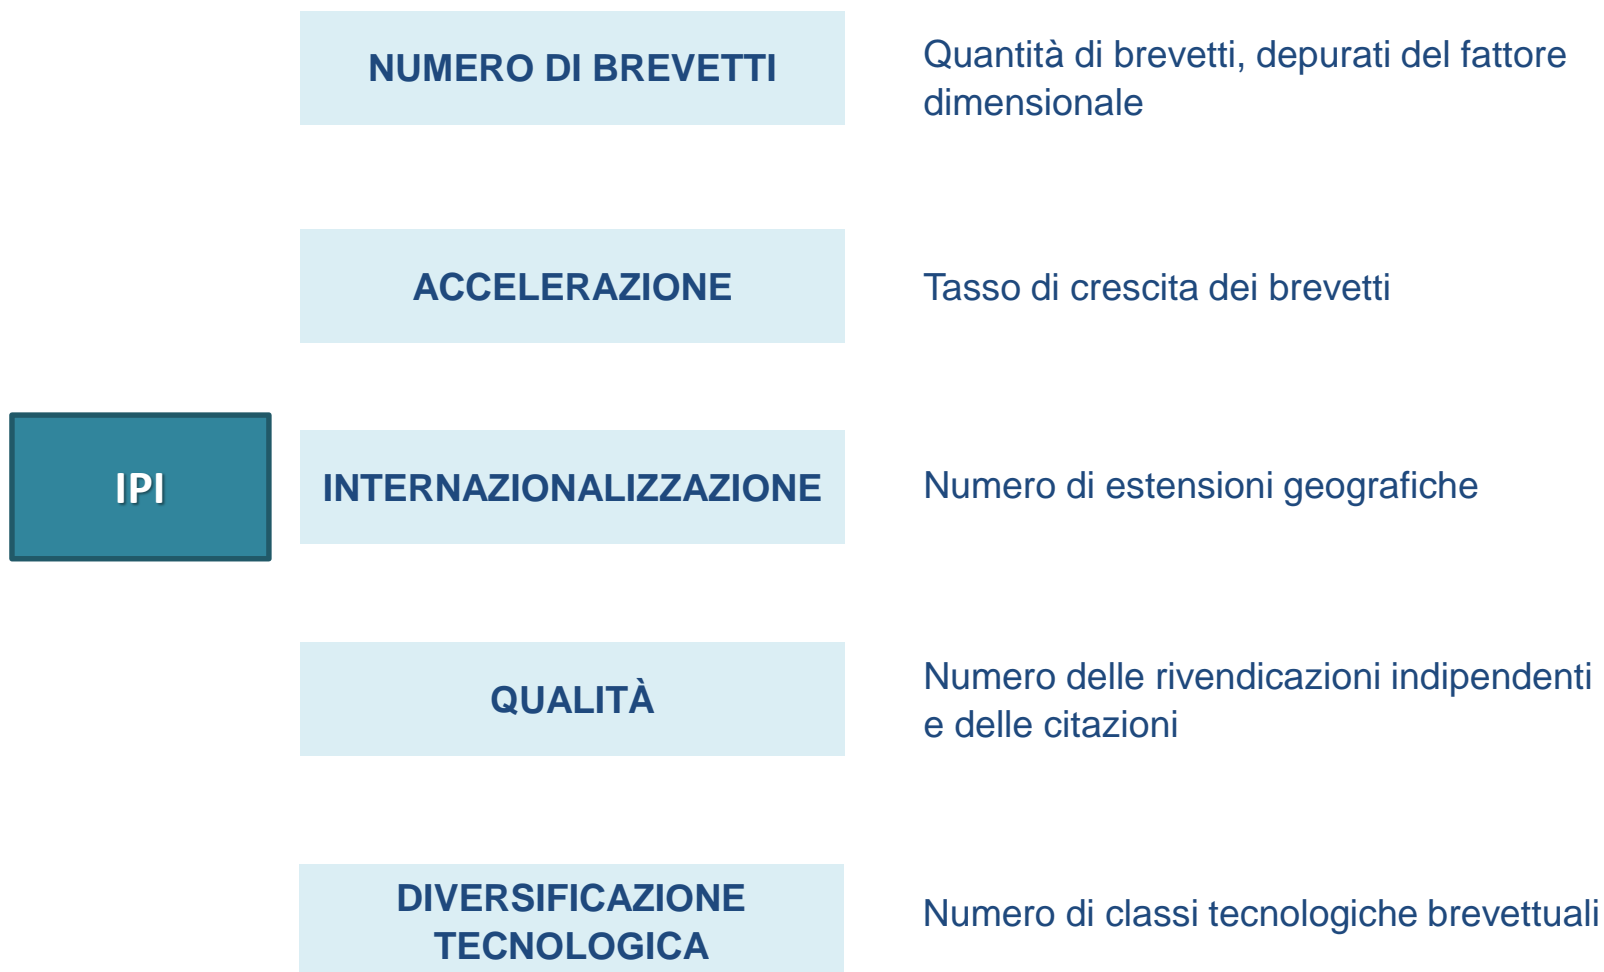 NUMERO DI BREVETTI
Quantità di brevetti, depurati del fattore
dimensionale
ACCELERAZIONE
Tasso di crescita dei brevetti
IPI
INTERNAZIONALIZZAZIONE
Numero di estensioni geografiche
QUALITÀ
Numero delle rivendicazioni indipendenti
e delle citazioni
DIVERSIFICAZIONE
TECNOLOGICA
Numero di classi tecnologiche brevettuali